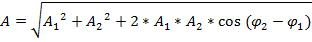 A = √(A₁² + A₂² + 2 * A₁ * A₂ * cos (φ₂ − φ₁))